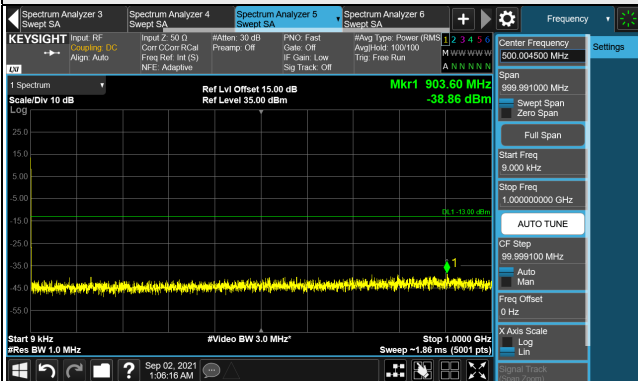 Spectrum Analyzer 3
Swept SA
Spectrum Analyzer 4
Swept SA
Spectrum Analyzer 5
Swept SA
Spectrum Analyzer 6
Swept SA
+
Frequency
KEYSIGHT
Input: RF
Coupling: DC
Align: Auto
LXI
Input Z: 50 Ω
Corr CCorr RCal
Freq Ref: Int (S)
NFE: Adaptive
#Atten: 30 dB
Preamp: Off
PNO: Fast
Gate: Off
IF Gain: Low
Sig Track: Off
#Avg Type: Power (RMS
Avg|Hold: 100/100
Trig: Free Run
1 2 3 4 5 6
M W W W W W
A N N N N N
1 Spectrum
Scale/Div 10 dB
Ref Lvl Offset 15.00 dB
Ref Level 35.00 dBm
Mkr1 903.60 MHz
-38.86 dBm
Log
25.0
15.0
5.00
-5.00
DL1 -13.00 dBm
-15.0
-25.0
1
-35.0
-45.0
-55.0
Start 9 kHz
#Res BW 1.0 MHz
#Video BW 3.0 MHz*
Stop 1.0000 GHz
Sweep ~1.86 ms (5001 pts)
Center Frequency
500.004500 MHz
Settings
Span
999.991000 MHz
Swept Span
Zero Span
Full Span
Start Freq
9.000 kHz
Stop Freq
1.000000000 GHz
AUTO TUNE
CF Step
99.999100 MHz
Auto
Man
Freq Offset
0 Hz
X Axis Scale
Log
Lin
Signal Track
(Span Zoom)
?
Sep 02, 2021
1:06:16 AM